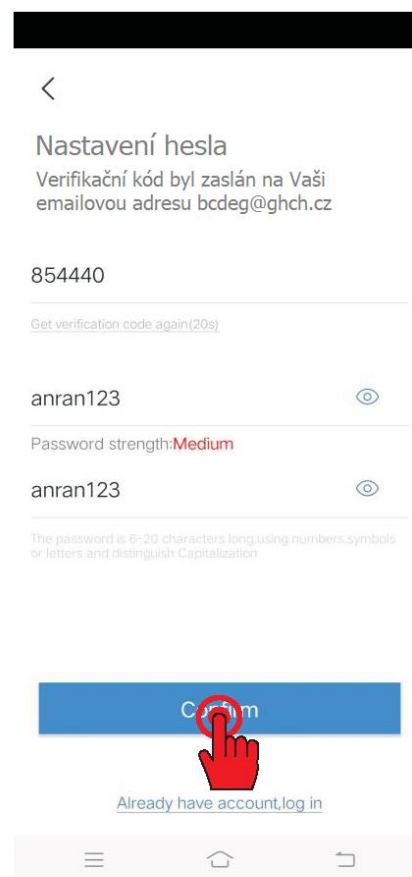 Nastavení hesla
Verifikační kód byl zaslán na Vaši
emailovou adresu bcdeg@ghch.cz
854440
Get verification code again(20s)
anran123
Password strength:Medium
anran123
The password is 6-20 characters long,using numbers.symbols
or letters and distinguish Capitalization
Confirm
Already have account,log in